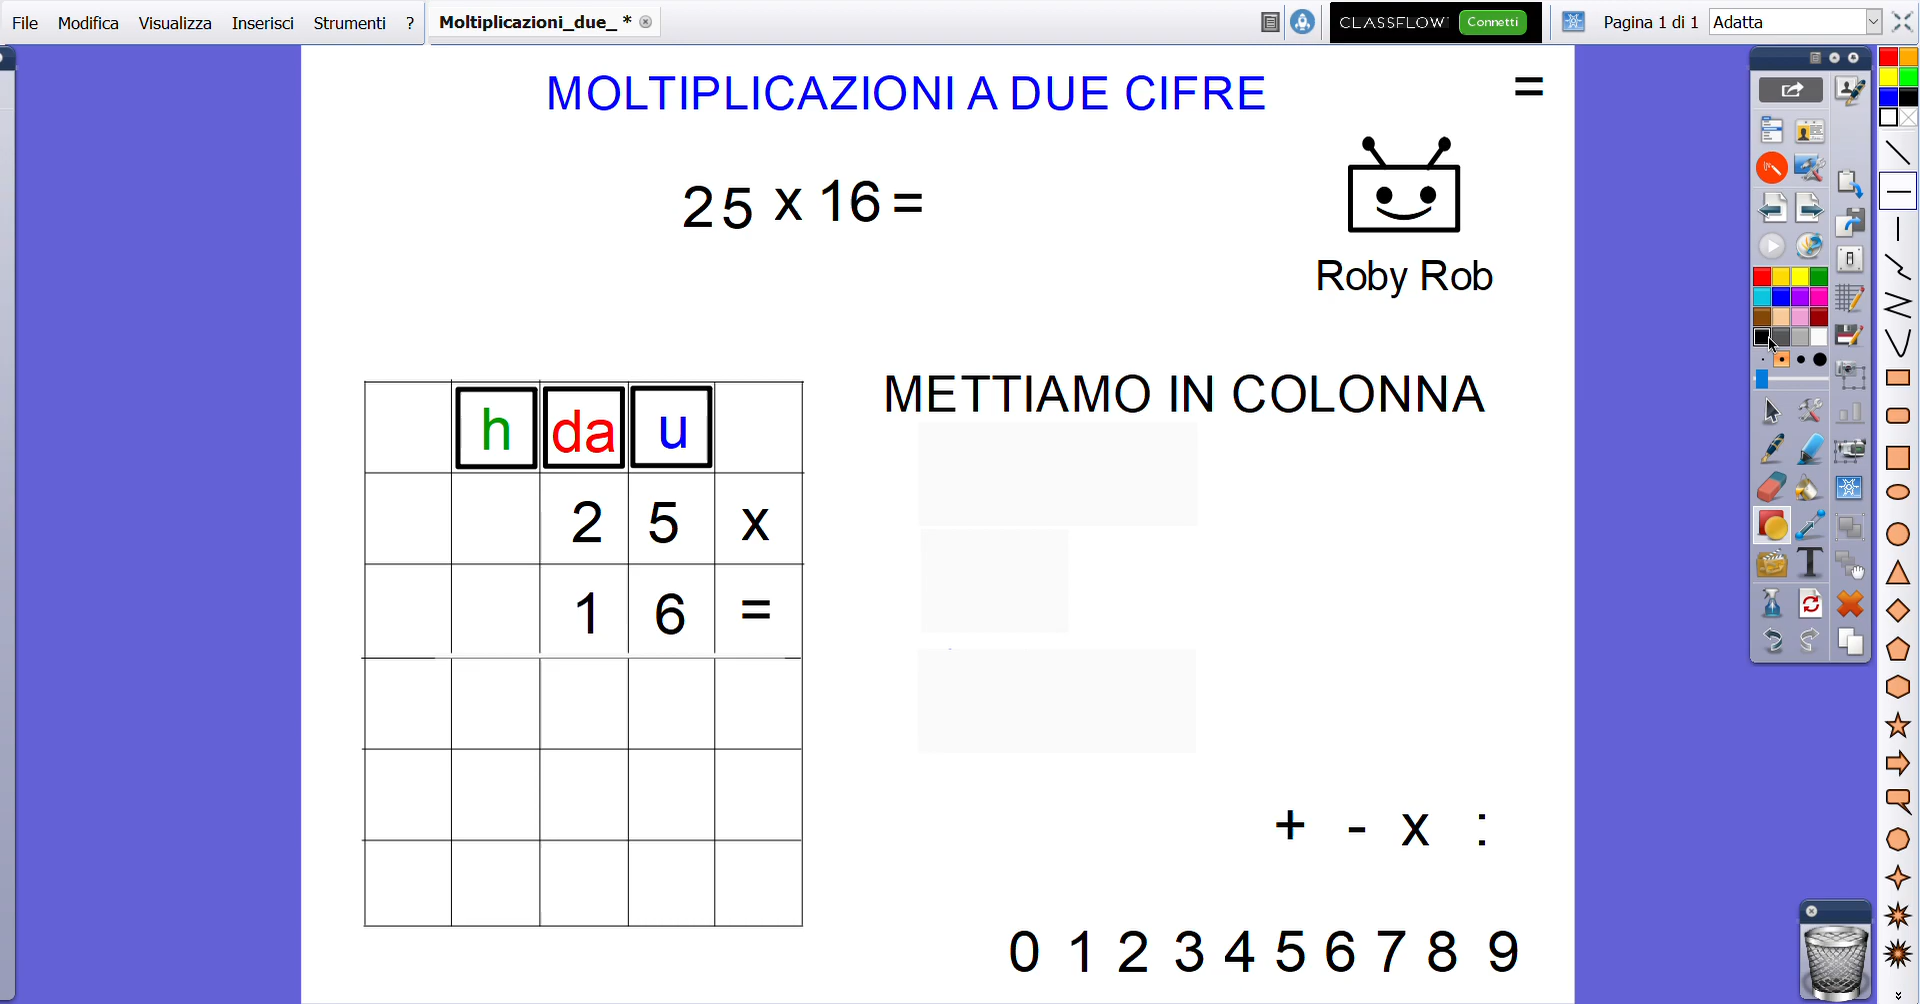 File Modifica Visualizza Inserisci Strumenti ? Moltiplicazioni_due_ * CLASSFLOW Connetti Pagina 1 di 1 Adatta
MOLTIPLICAZIONI A DUE CIFRE =
25 x 16 =
Roby Rob
METTIAMO IN COLONNA
h da u
2 5 x
1 6 =
+ - x :
0 1 2 3 4 5 6 7 8 9